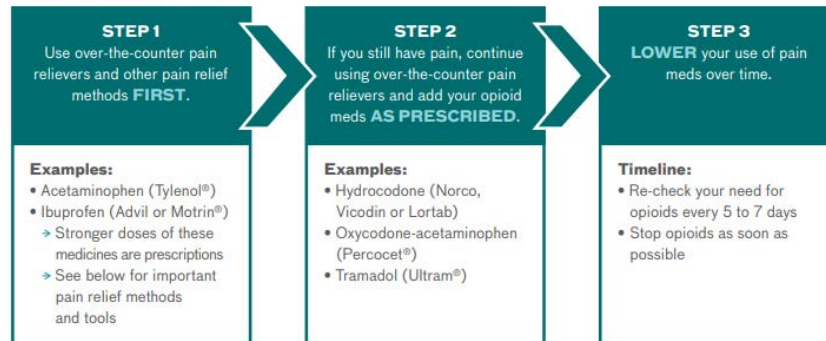 STEP 1
Use over-the-counter pain
relievers and other pain relief
methods FIRST.
Examples:
• Acetaminophen (Tylenol®)
• Ibuprofen (Advil or Motrin®)
→ Stronger doses of these
medicines are prescriptions
→ See below for important
pain relief methods
and tools
STEP 2
If you still have pain, continue
using over-the-counter pain
relievers and add your opioid
meds AS PRESCRIBED.
Examples:
• Hydrocodone (Norco,
Vicodin or Lortab)
• Oxycodone-acetaminophen
(Percocet®)
• Tramadol (Ultram®)
STEP 3
LOWER your use of pain
meds over time.
Timeline:
• Re-check your need for
opioids every 5 to 7 days
• Stop opioids as soon as
possible